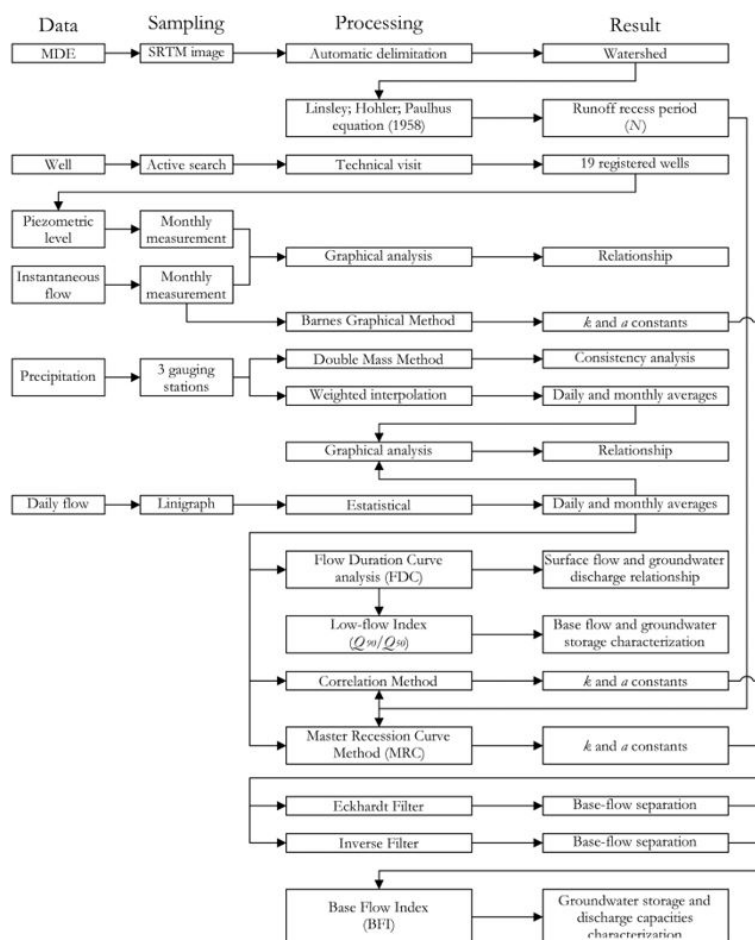 Data Sampling Processing Result
MDE SRTM image Automatic delimitation Watershed
Linsley; Hohler; Paulhus
equation (1958)
Runoff recess period
(N)
Well Active search Technical visit 19 registered wells
Piezometric
level
Monthly
measurement
Graphical analysis Relationship
Instantaneous
flow
Monthly
measurement
Barnes Graphical Method k and a constants
Precipitation
3 gauging
stations
Double Mass Method Consistency analysis
Weighted interpolation Daily and monthly averages
Graphical analysis Relationship
Daily flow Linigraph Estatistical Daily and monthly averages
Flow Duration Curve
analysis (FDC)
Surface flow and groundwater
discharge relationship
Low-flow Index
(Q90/Q50)
Base flow and groundwater
storage characterization
Correlation Method k and a constants
Master Recession Curve
Method (MRC)
k and a constants
Eckhardt Filter Base-flow separation
Inverse Filter Base-flow separation
Base Flow Index
(BFI)
Groundwater storage and
discharge capacities
characterization